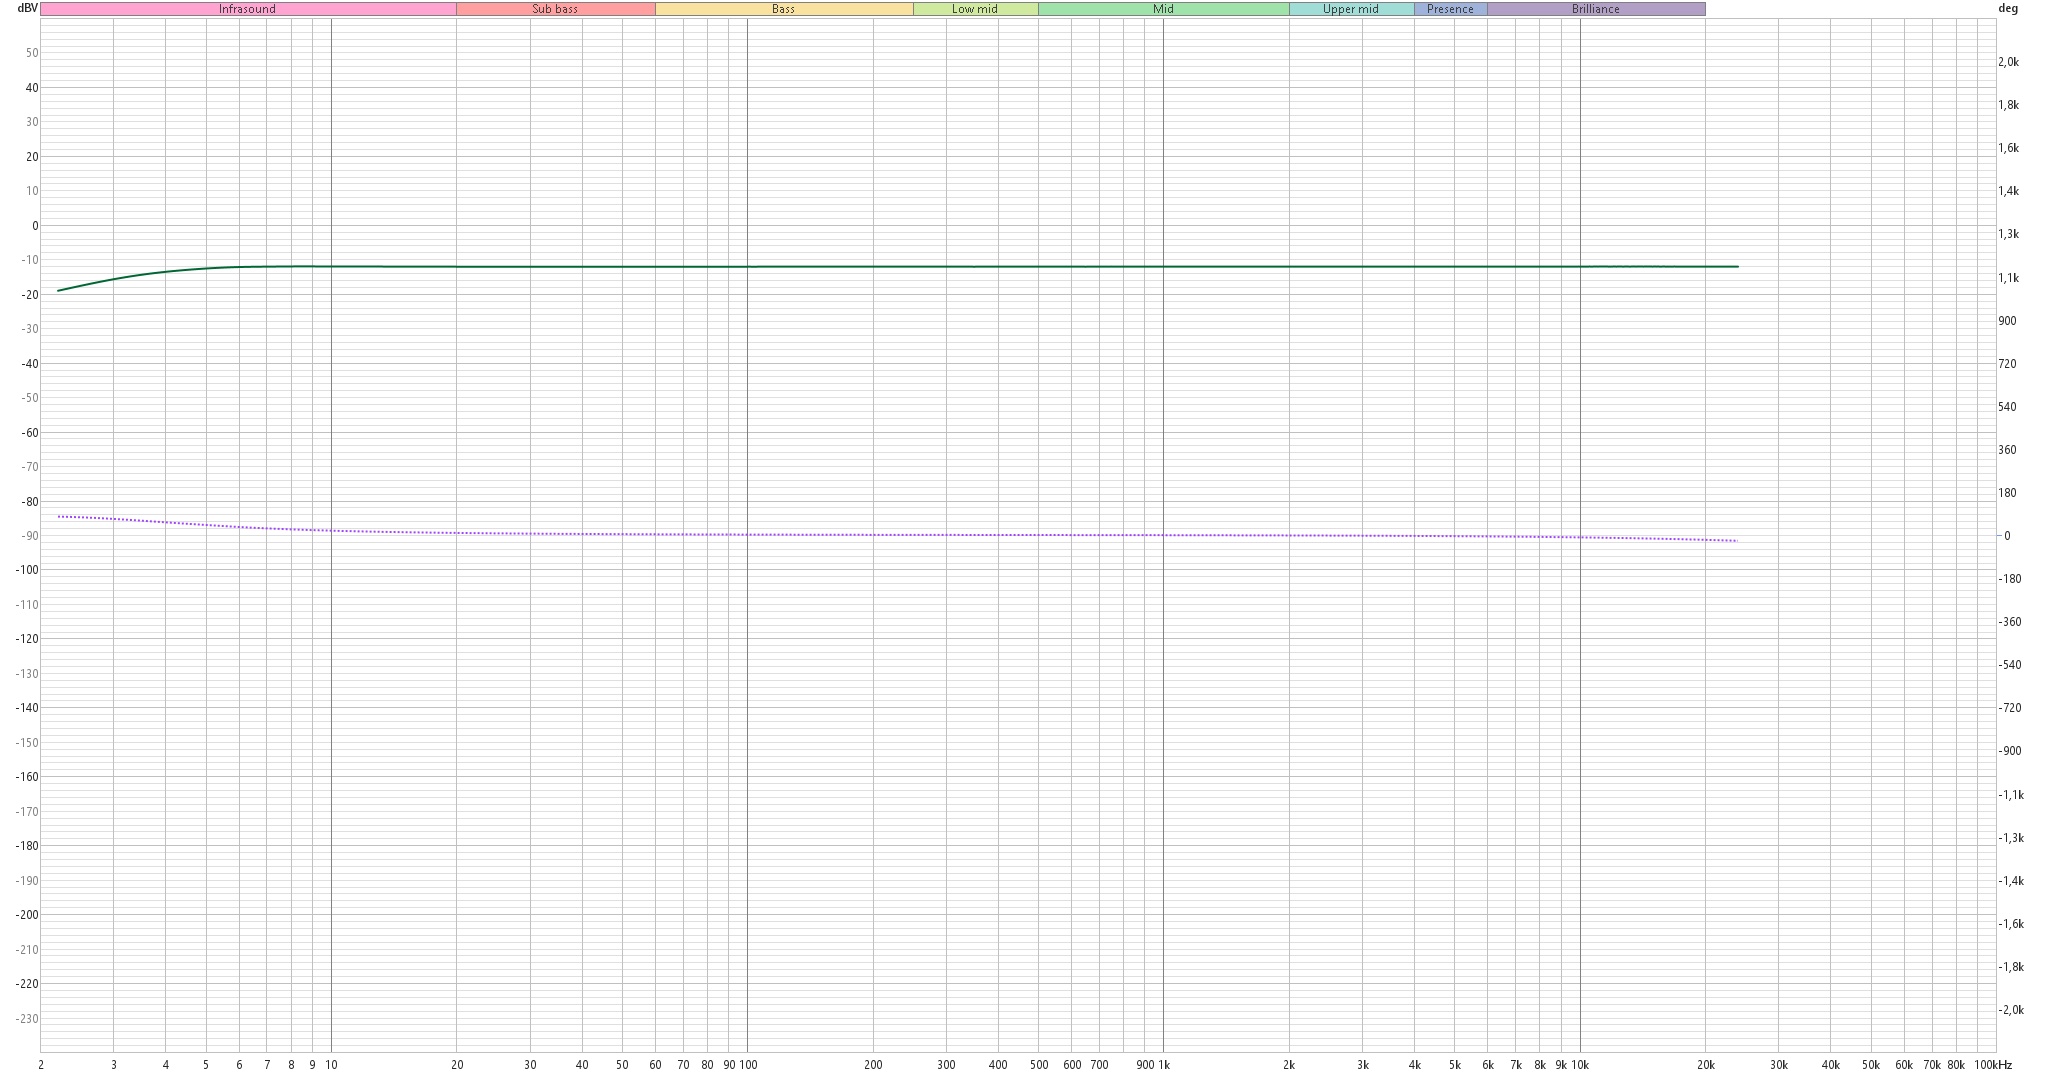 dBV Infrasound Sub bass Bass Low mid Mid Upper mid Presence Brilliance deg
50
2,0k
40
1,8k
30
20
1,6k
10
1,4k
0
1,3k
-10
1,1k
-20
900
-30
-40 720
-50
540
-60
360
-70
180
-80
-90 0
-100
-180
-110
-360
-120
-540
-130
-140 -720
-150
-900
-160
-1,1k
-170
-1,3k
-180
-190 -1,4k
-200
-1,6k
-210
-1,8k
-220
-2,0k
-230
2 3 4 5 6 7 8 9 10 20 30 40 50 60 70 80 90 100 200 300 400 500 600 700 900 1k 2k 3k 4k 5k 6k 7k 8k 9k 10k 20k 30k 40k 50k 60k 70k 80k 100kHz